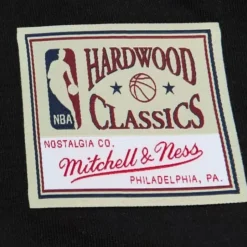 HARDWOOD
CLASSICS
NBA
NOSTALGIA CO.
Mitchell & Ness
PHILADELPHIA, PA.